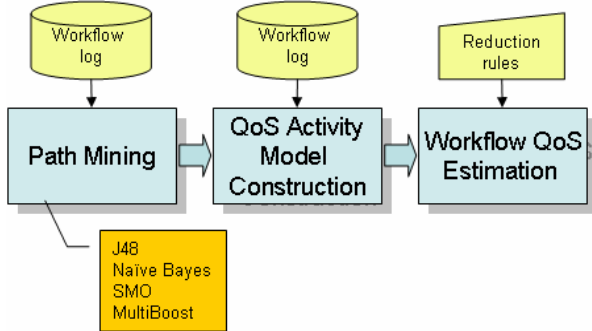 Workflow
log
Workflow
log
Reduction
rules
Path Mining
QoS Activity
Model
Construction
Workflow QoS
Estimation
J48
Naïve Bayes
SMO
MultiBoost